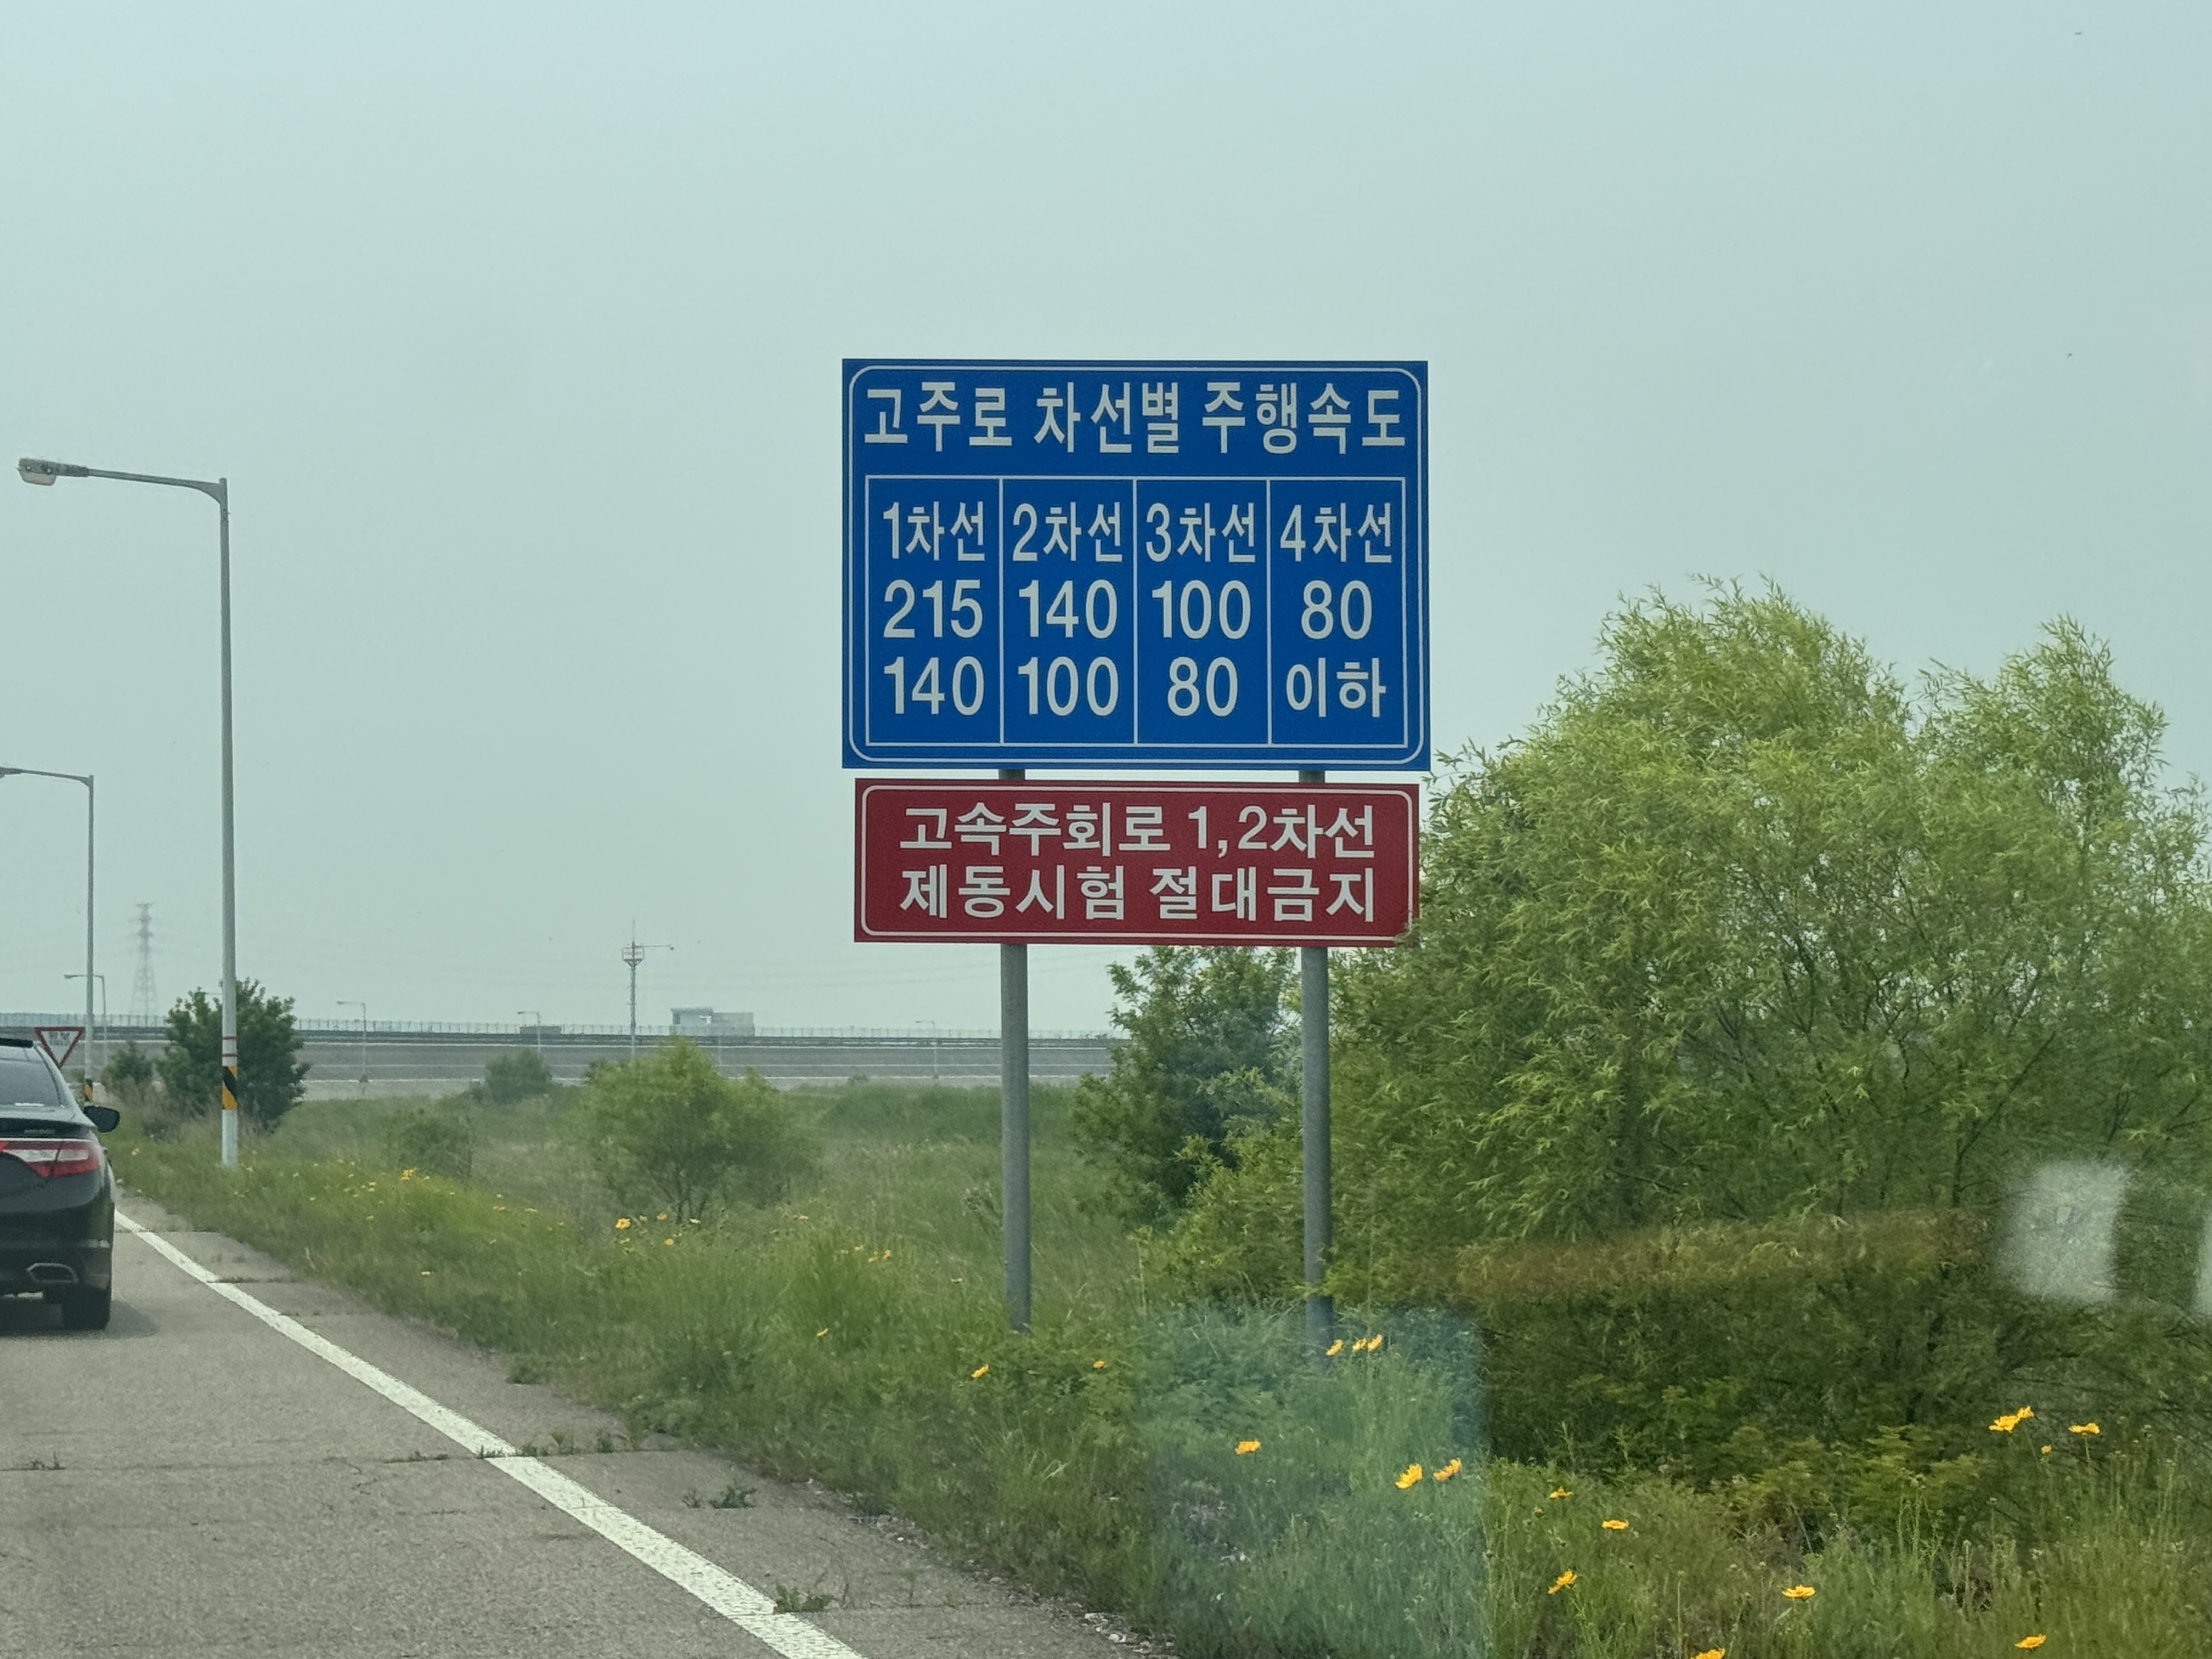 고주로 차선별 주행속도
1차선 2차선 3차선 4차선
215 140 100 80
140 100 80 이하
고속주회로 1,2차선
제동시험 절대금지